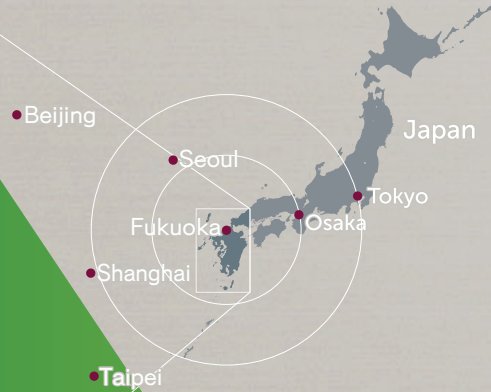 Beijing
Japan
Seoul
Tokyo
Fukuoka
Osaka
Shanghai
Taipei